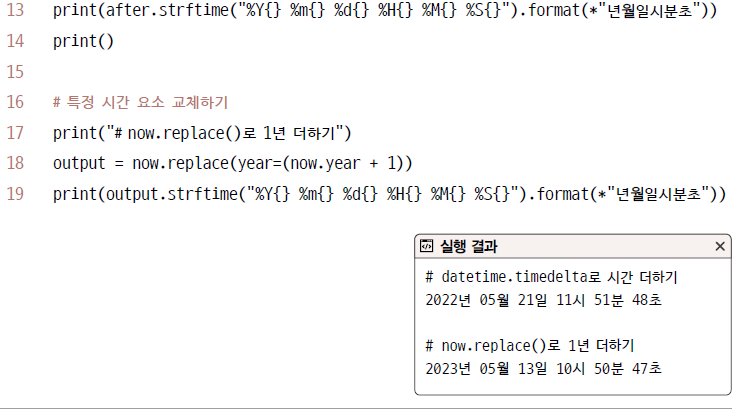 13 print(after.strftime("%Y{} %m{} %d{} %H{} %M{} %S{}").format(*"년월일시분초"))
14 print()
15
16 # 특정 시간 요소 교체하기
17 print("# now.replace()로 1년 더하기")
18 output = now.replace(year=(now.year + 1))
19 print(output.strftime("%Y{} %m{} %d{} %H{} %M{} %S{}").format(*"년월일시분초"))
실행 결과
# datetime.timedelta로 시간 더하기
2022년 05월 21일 11시 51분 48초
# now.replace()로 1년 더하기
2023년 05월 13일 10시 50분 47초